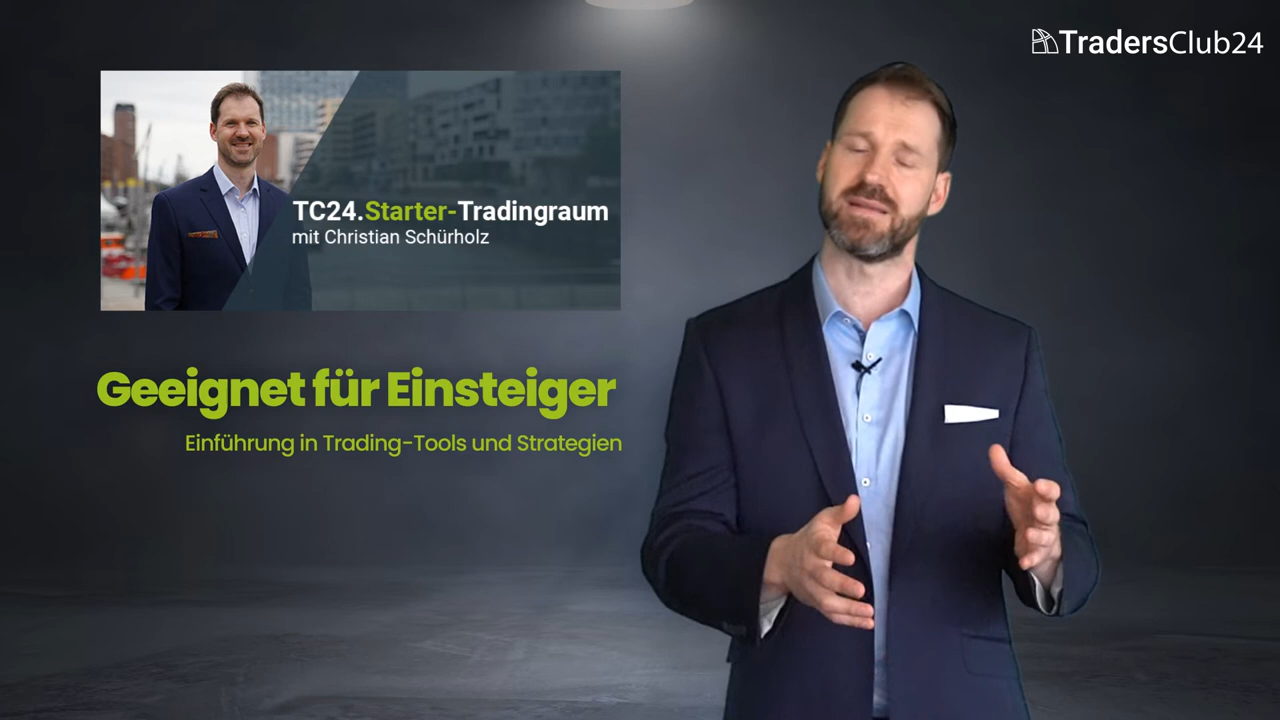 TradersClub24
TC24.Starter-Tradingraum
mit Christian Schürholz
Geeignet für Einsteiger
Einführung in Trading-Tools und Strategien